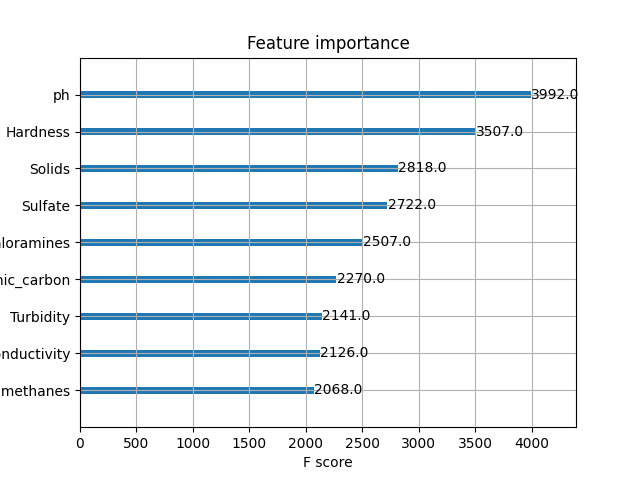 Feature importance
ph 3992.0
Hardness 3507.0
Solids 2818.0
Sulfate 2722.0
loramines 2507.0
nic_carbon 2270.0
Turbidity 2141.0
onductivity 2126.0
methanes 2068.0
0 500 1000 1500 2000 2500 3000 3500 4000
F score